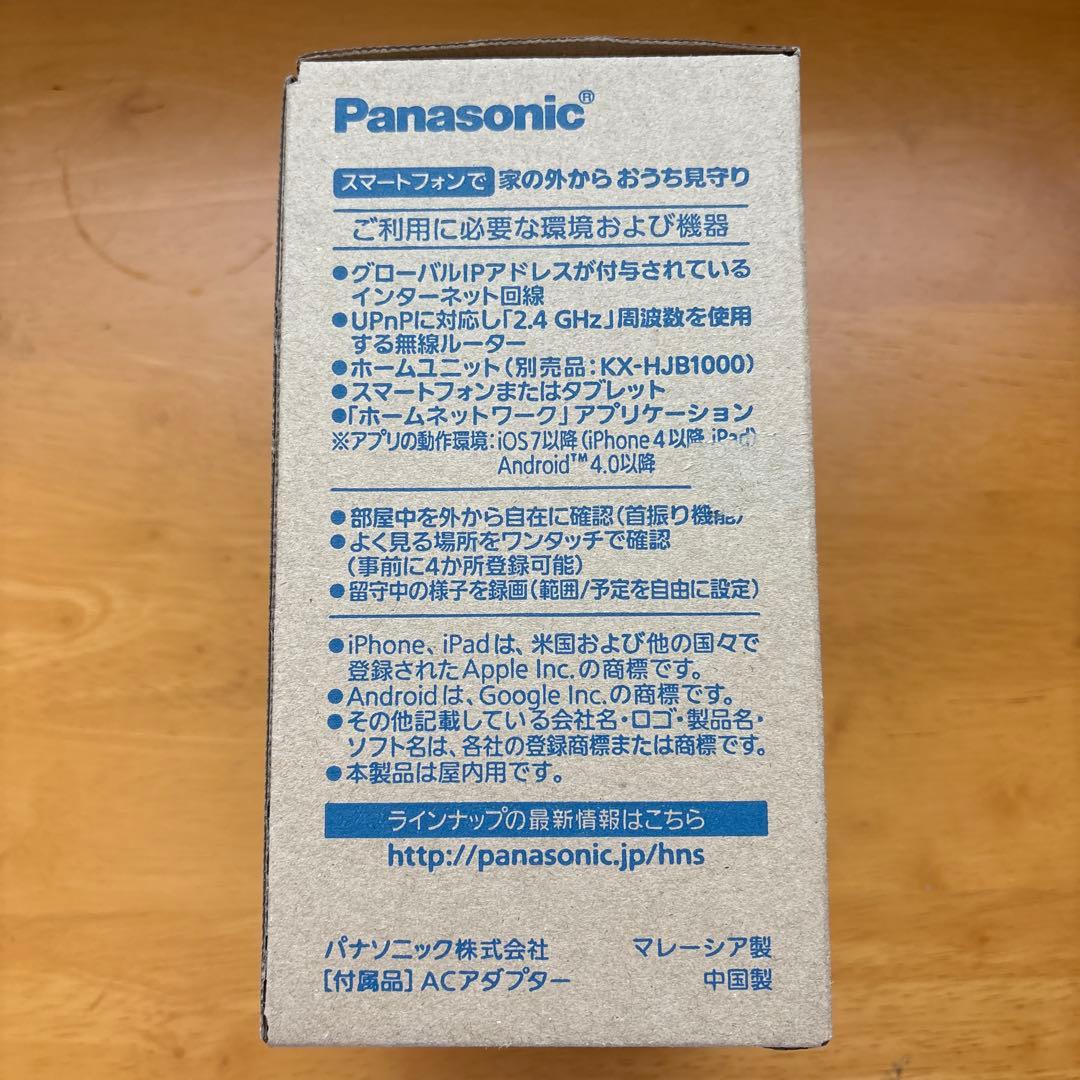 Panasonic®
スマートフォンで 家の外から おうち見守り
ご利用に必要な環境および機器
●グローバルIPアドレスが付与されている
インターネット回線
●UPnPに対応し「2.4 GHz」周波数を使用
する無線ルーター
●ホームユニット(別売品:KX-HJB1000)
●スマートフォンまたはタブレット
●「ホームネットワーク」アプリケーション
※アプリの動作環境:iOS 7以降(iPhone 4以降、iPad)
Android™ 4.0以降
●部屋中を外から自在に確認(首振り機能)
●よく見る場所をワンタッチで確認
(事前に4か所登録可能)
●留守中の様子を録画(範囲/予定を自由に設定)
●iPhone、iPadは、米国および他の国々で
登録されたApple Inc.の商標です。
●Androidは、Google Inc.の商標です。
●その他記載している会社名・ロゴ・製品名・
ソフト名は、各社の登録商標または商標です。
●本製品は屋内用です。
ラインナップの最新情報はこちら
http://panasonic.jp/hns
パナソニック株式会社 マレーシア製
[付属品]ACアダプター 中国製